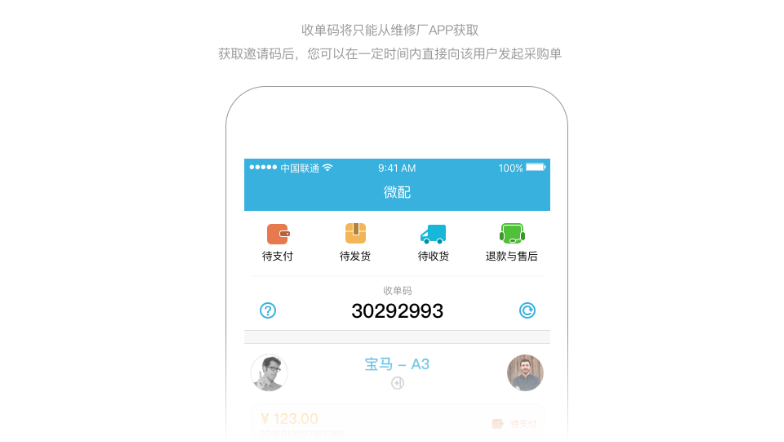 收单码将只能从维修厂APP获取
获取邀请码后，您可以在一定时间内直接向该用户发起采购单
中国联通 9:41 AM 100%
微配
待支付 待发货 待收货 退款与售后
收单码
30292993
宝马 – A3
¥ 123.00
待支付